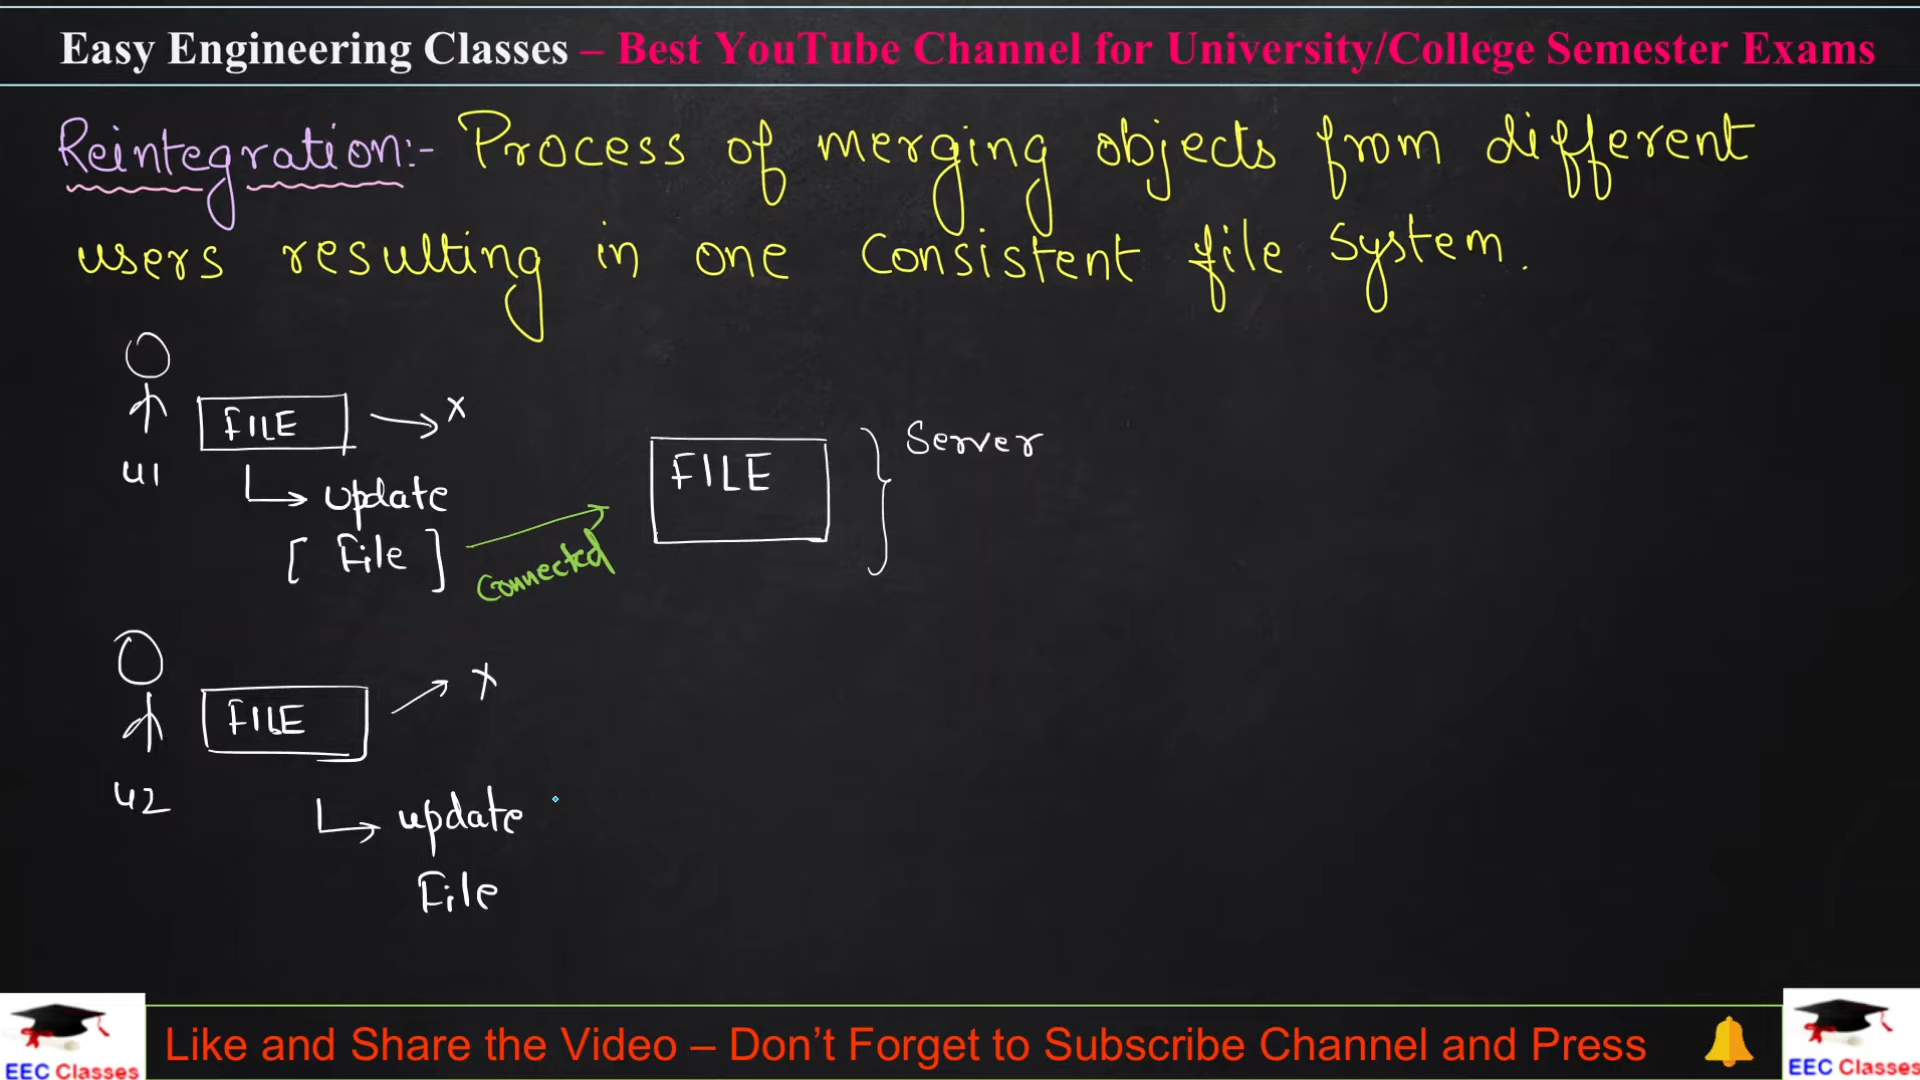 Easy Engineering Classes – Best YouTube Channel for University/College Semester Exams
Reintegration:- Process of merging objects from different
users resulting in one consistent file system.
FILE → x
U1
↳ update
[ File ]
Connected
FILE
Server
FILE → x
U2
↳ update
File
Like and Share the Video – Don’t Forget to Subscribe Channel and Press
EEC Classes
EEC Classes